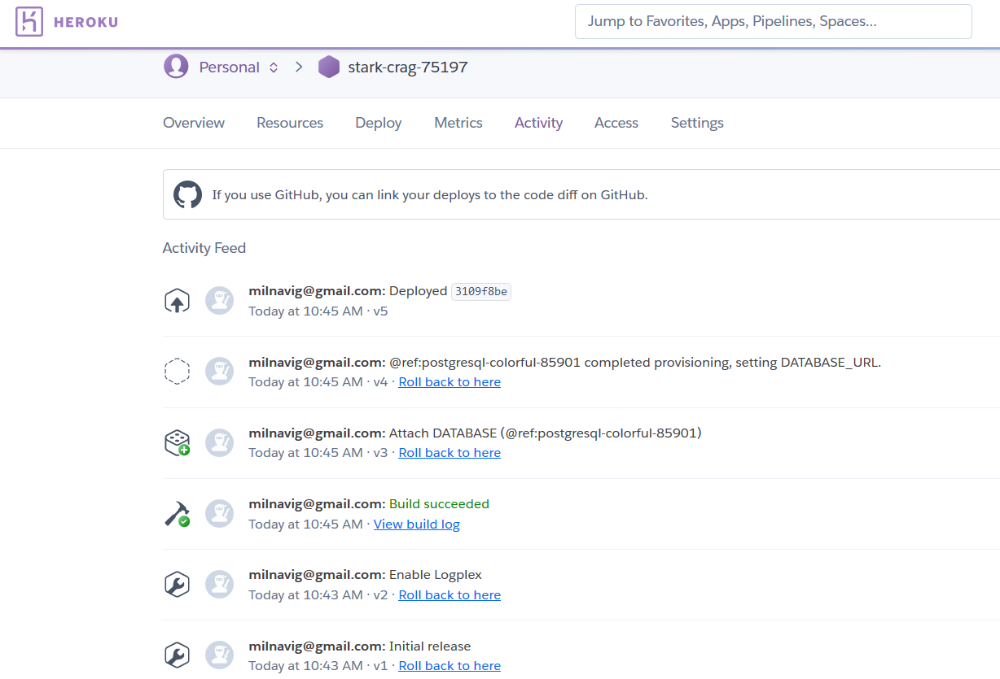 HEROKU
Jump to Favorites, Apps, Pipelines, Spaces...
Personal
stark-crag-75197
Overview Resources Deploy Metrics Activity Access Settings
If you use GitHub, you can link your deploys to the code diff on GitHub.
Activity Feed
milnavig@gmail.com: Deployed 3109f8be
Today at 10:45 AM · v5
milnavig@gmail.com: @ref:postgresql-colorful-85901 completed provisioning, setting DATABASE_URL.
Today at 10:45 AM · v4 · Roll back to here
milnavig@gmail.com: Attach DATABASE (@ref:postgresql-colorful-85901)
Today at 10:45 AM · v3 · Roll back to here
milnavig@gmail.com: Build succeeded
Today at 10:45 AM · View build log
milnavig@gmail.com: Enable Logplex
Today at 10:43 AM · v2 · Roll back to here
milnavig@gmail.com: Initial release
Today at 10:43 AM · v1 · Roll back to here